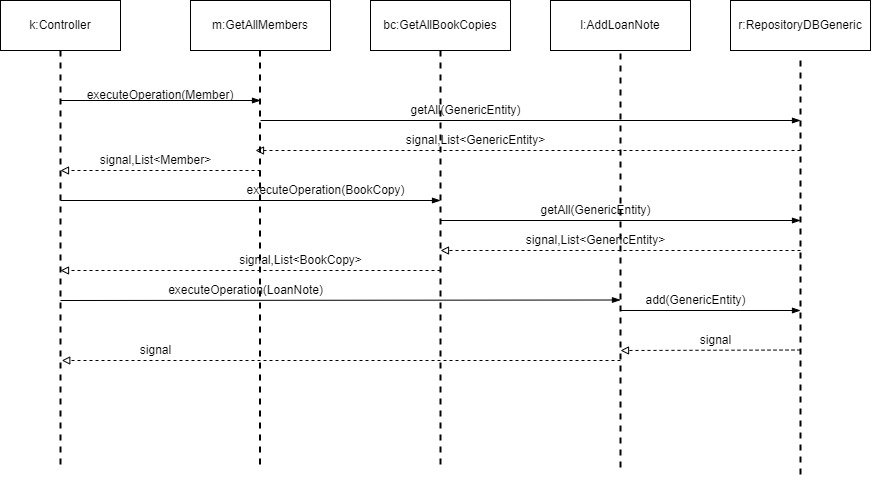 k:Controller
m:GetAllMembers
bc:GetAllBookCopies
l:AddLoanNote
r:RepositoryDBGeneric
executeOperation(Member)
getAll(GenericEntity)
signal,List<GenericEntity>
signal,List<Member>
executeOperation(BookCopy)
getAll(GenericEntity)
signal,List<GenericEntity>
signal,List<BookCopy>
executeOperation(LoanNote)
add(GenericEntity)
signal
signal